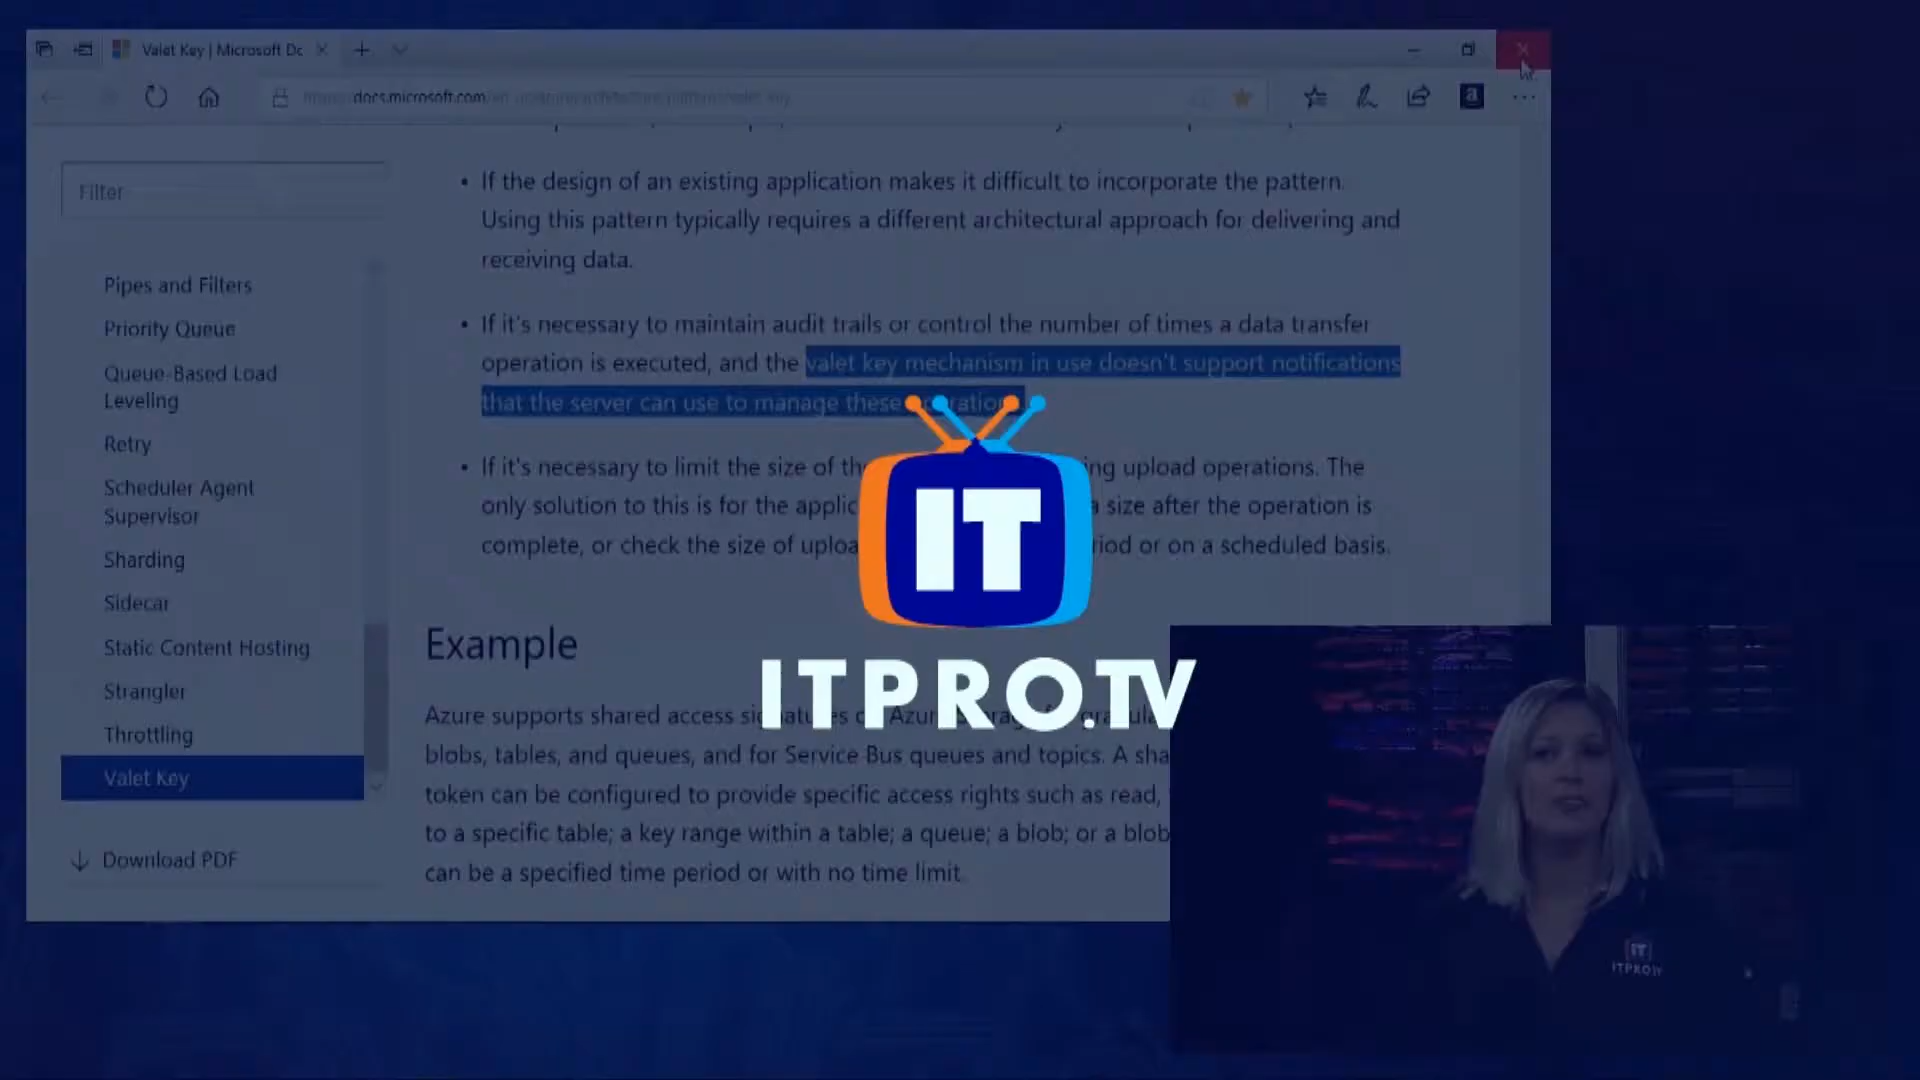 Valet Key | Microsoft Dc
docs.microsoft.com
Filter
Pipes and Filters
Priority Queue
Queue-Based Load
Leveling
Retry
Scheduler Agent
Supervisor
Sharding
Sidecar
Static Content Hosting
Strangler
Throttling
Valet Key
Download PDF
• If the design of an existing application makes it difficult to incorporate the pattern.
Using this pattern typically requires a different architectural approach for delivering and
receiving data.
• If it's necessary to maintain audit trails or control the number of times a data transfer
operation is executed, and the valet key mechanism in use doesn't support notifications
that the server can use to manage these
• If it's necessary to limit the size of the ing upload operations. The
only solution to this is for the applic a size after the operation is
complete, or check the size of uploa riod or on a scheduled basis.
Example
Azure supports shared access
blobs, tables, and queues, and for Service Bus queues and topics. A sha
token can be configured to provide specific access rights such as read,
to a specific table; a key range within a table; a queue; a blob; or a blob
can be a specified time period or with no time limit.
IT
ITPRO.TV
IT
ITPROTV